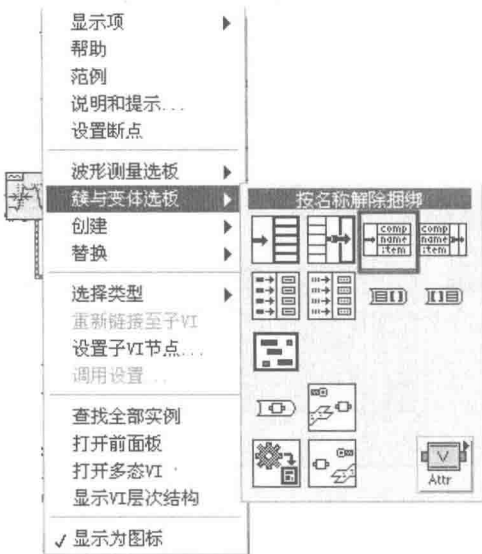 显示项
帮助
范例
说明和提示...
设置断点
波形测量选板
簇与变体选板
创建
替换
选择类型
重新链接至子VI
设置子VI节点...
调用设置...
查找全部实例
打开前面板
打开多态VI
显示VI层次结构
✓ 显示为图标
按名称解除捆绑
comp
name
item
comp
name
item
V
Attr